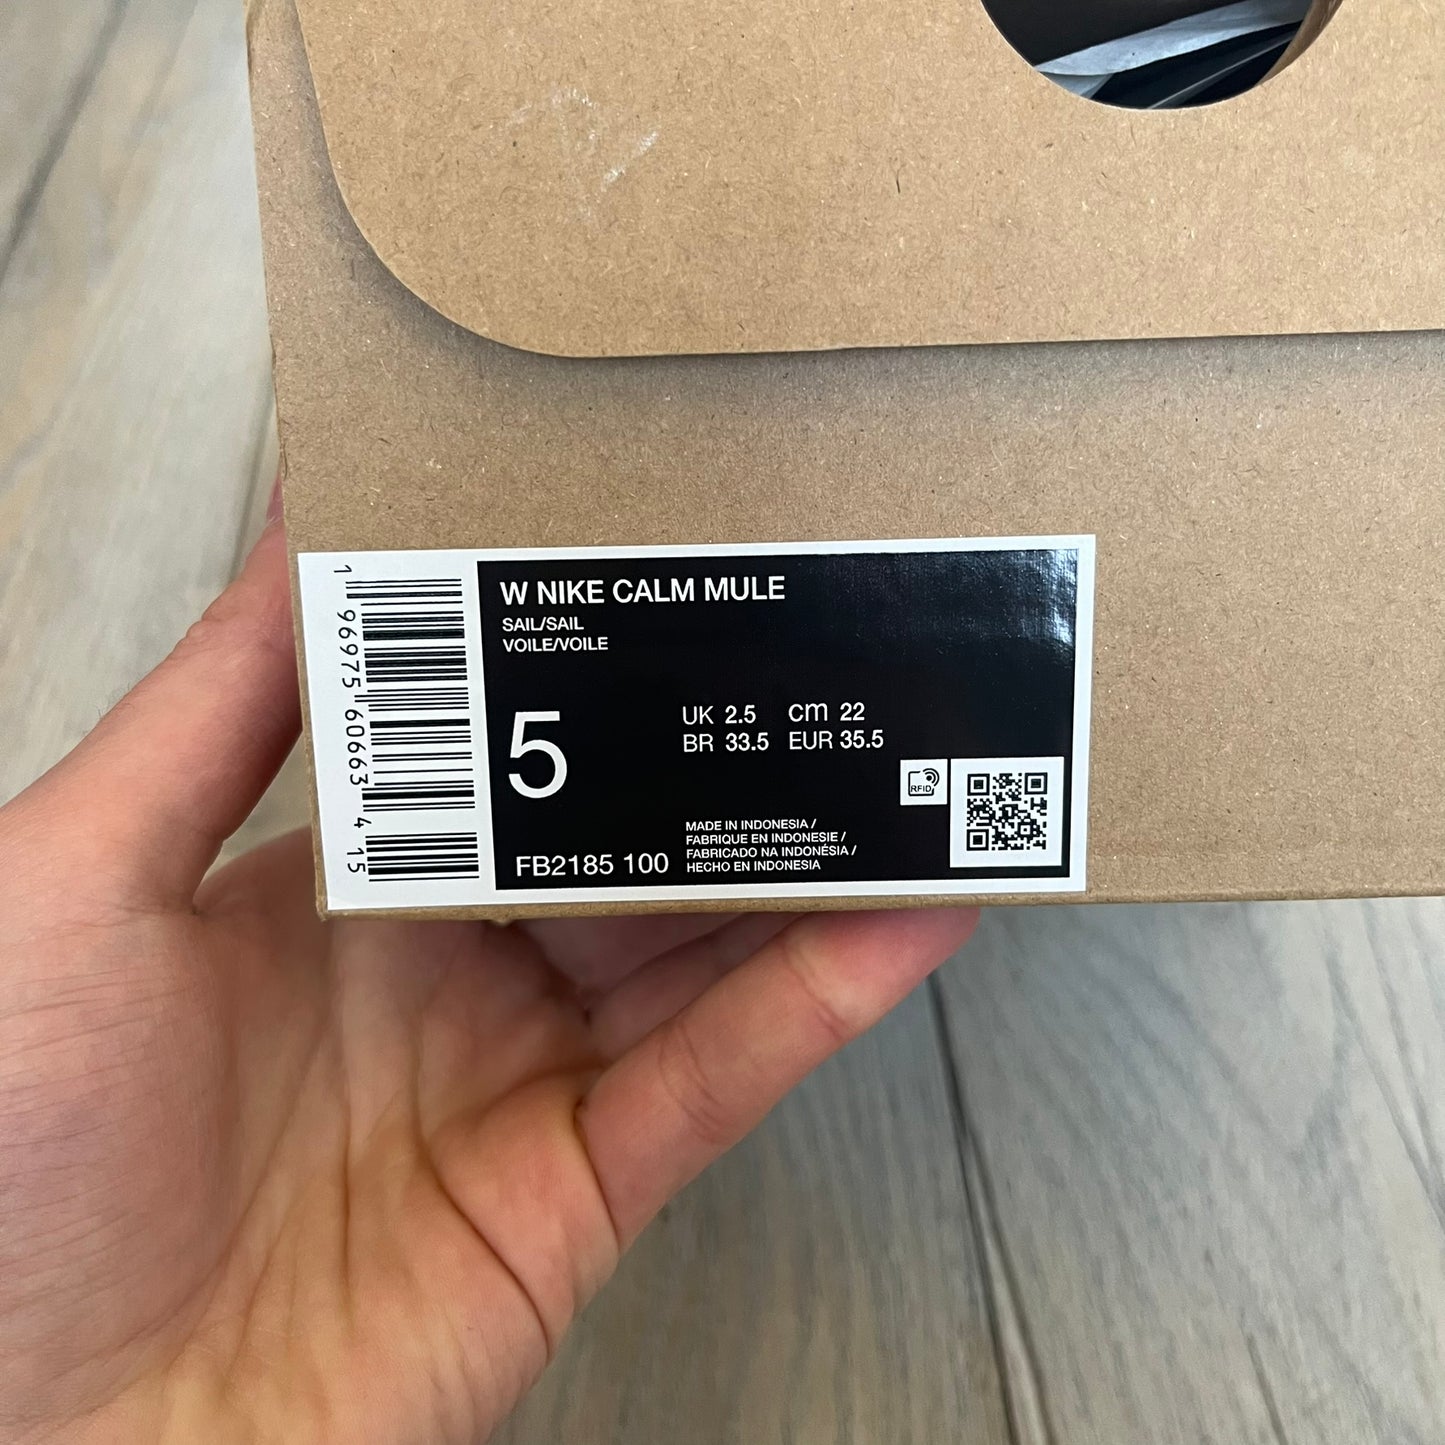 1 96975 60663 4 15
W NIKE CALM MULE
SAIL/SAIL
VOILE/VOILE
5
UK 2.5 cm 22
BR 33.5 EUR 35.5
RFID
MADE IN INDONESIA /
FABRIQUE EN INDONESIE /
FABRICADO NA INDONÉSIA /
HECHO EN INDONESIA
FB2185 100